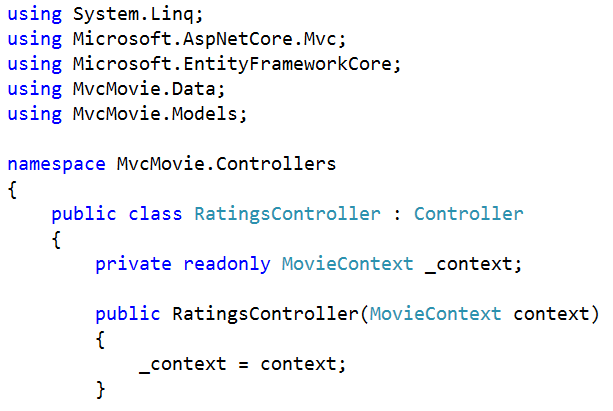 using System.Linq;
using Microsoft.AspNetCore.Mvc;
using Microsoft.EntityFrameworkCore;
using MvcMovie.Data;
using MvcMovie.Models;

namespace MvcMovie.Controllers
{
    public class RatingsController : Controller
    {
        private readonly MovieContext _context;

        public RatingsController(MovieContext context)
        {
            _context = context;
        }